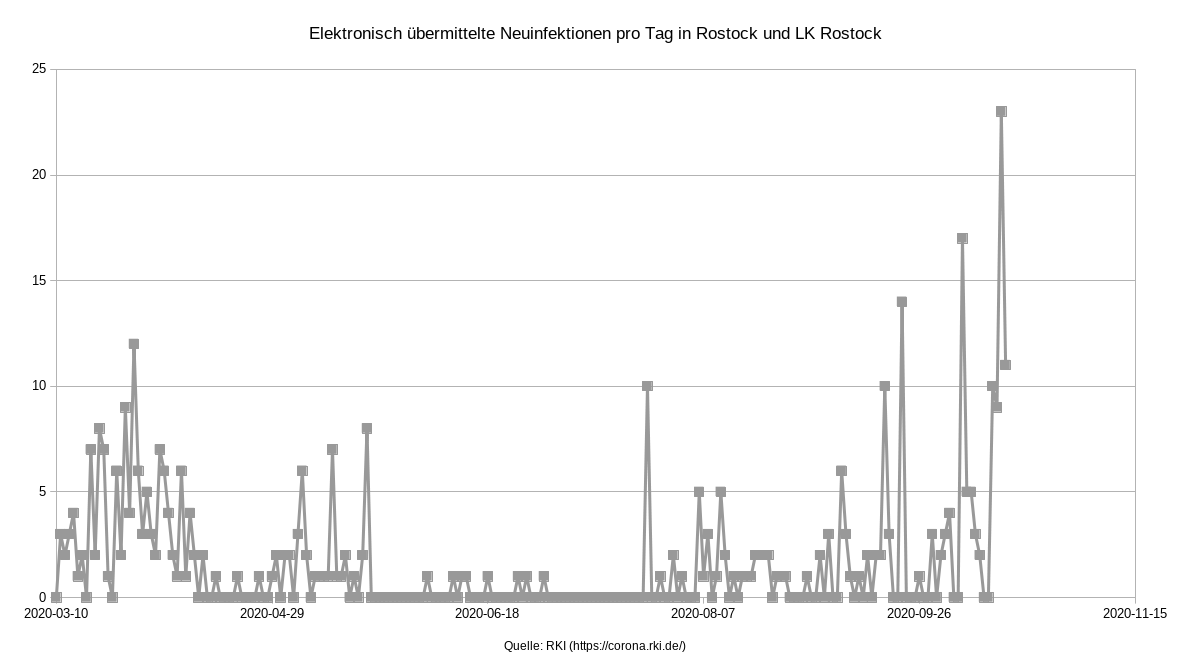 Elektronisch übermittelte Neuinfektionen pro Tag in Rostock und LK Rostock
25
20
15
10
5
0
2020-03-10 2020-04-29 2020-06-18 2020-08-07 2020-09-26 2020-11-15
Quelle: RKI (https://corona.rki.de/)